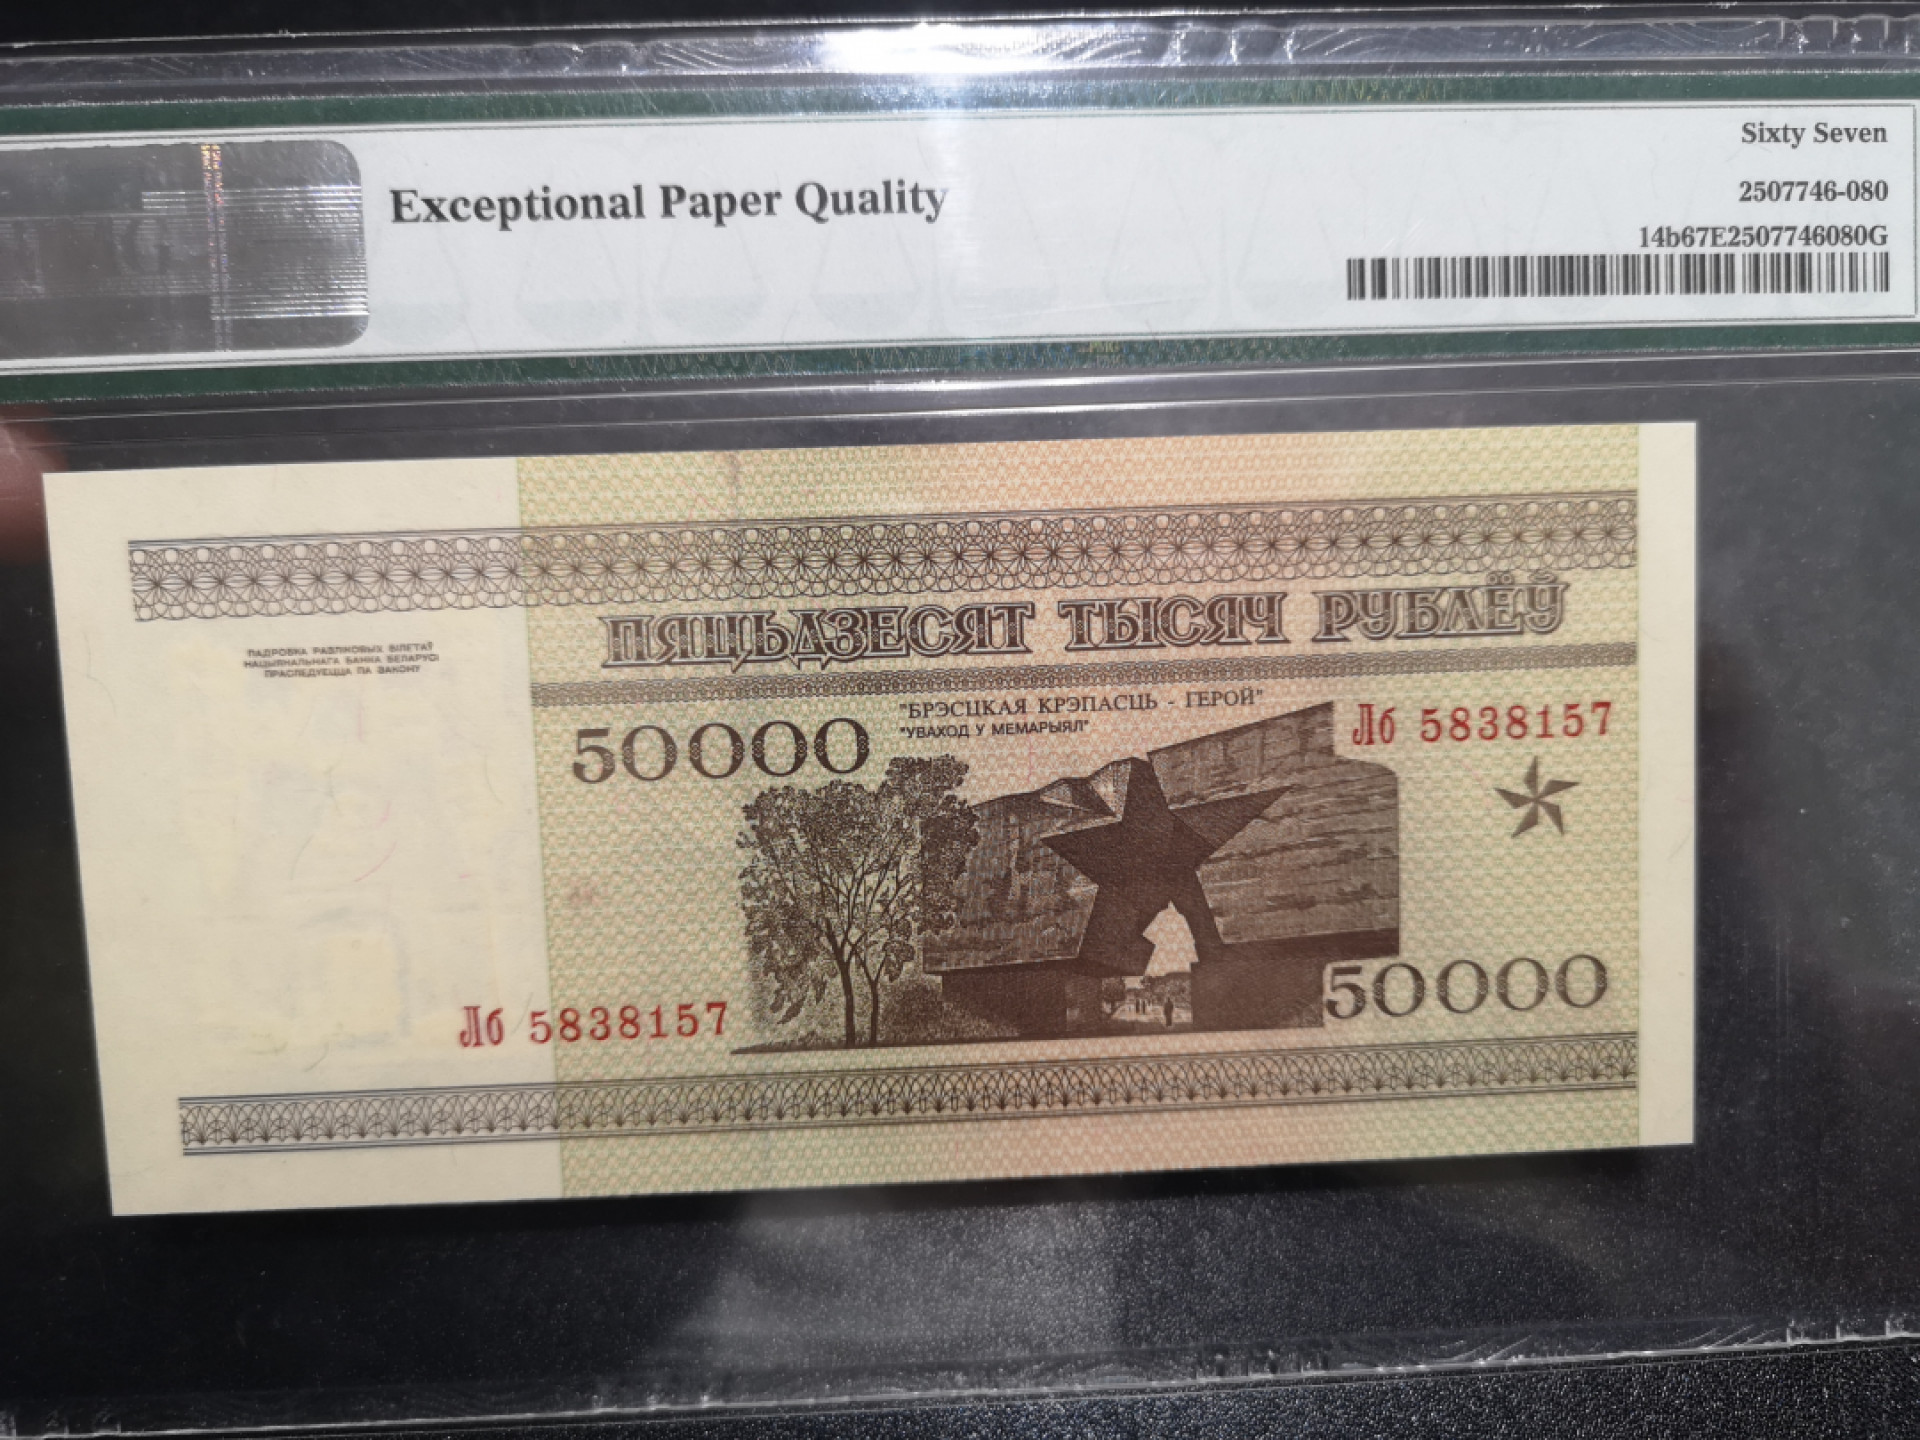 Sixty Seven
Exceptional Paper Quality
2507746-080
14b67E2507746080G
PMG
ПЯЦЬДЗЕСЯТ ТЫСЯЧ РУБЛЁЎ
ПАДРОБКА РАЗЛІКОВЫХ БІЛЕТАЎ
НАЦЫЯНАЛЬНАГА БАНКА БЕЛАРУСІ
ПРАСЛЕДУЕЦЦА ПА ЗАКОНУ
50000
"БРЭСЦКАЯ КРЭПАСЦЬ - ГЕРОЙ"
"УВАХОД У МЕМАРЫЯЛ"
Лб 5838157
50000
Лб 5838157